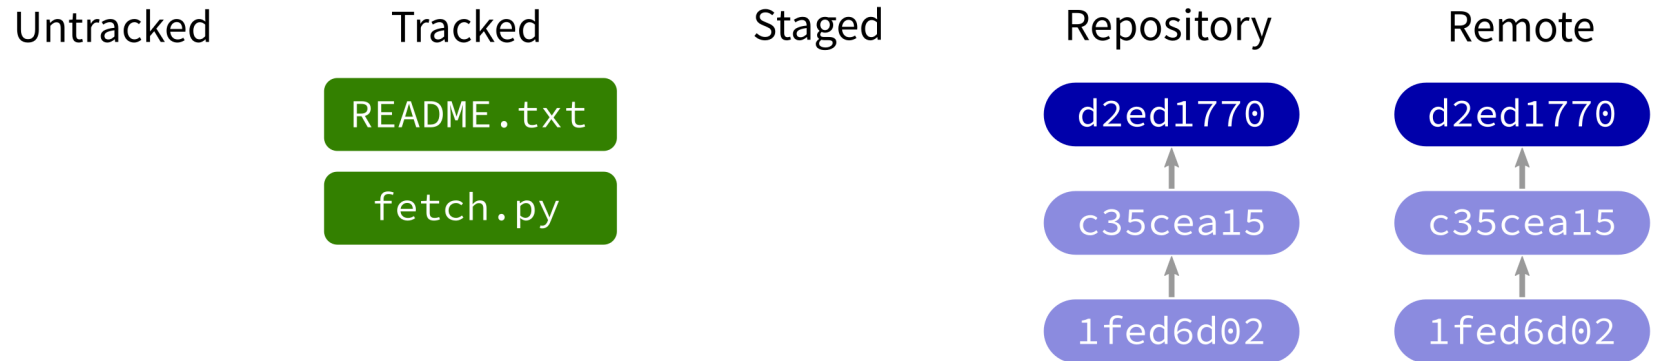 Untracked Tracked Staged Repository Remote
README.txt d2ed1770 d2ed1770
fetch.py c35cea15 c35cea15
1fed6d02 1fed6d02